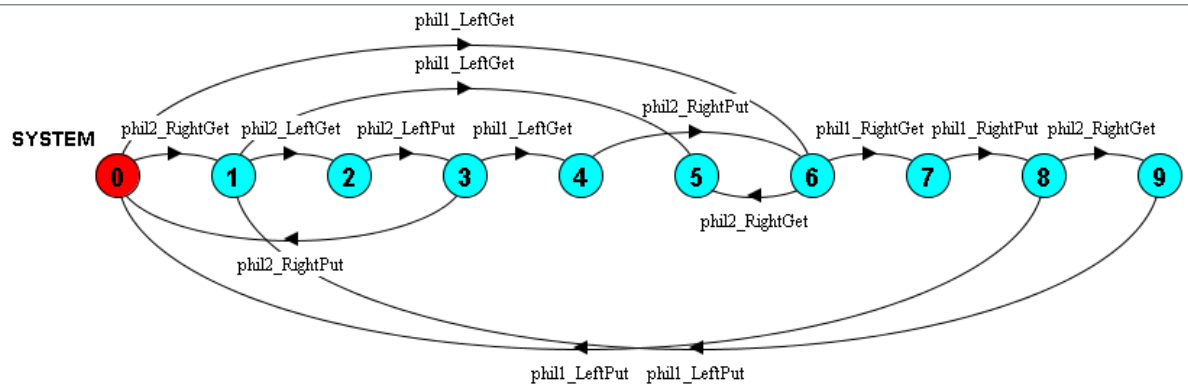 phil1_LeftGet
phil1_LeftGet
phil2_RightPut
SYSTEM phil2_RightGet phil2_LeftGet phil2_LeftPut phil1_LeftGet phil1_RightGet phil1_RightPut phil2_RightGet
0 1 2 3 4 5 6 7 8 9
phil2_RightGet
phil2_RightPut
phil1_LeftPut phil1_LeftPut